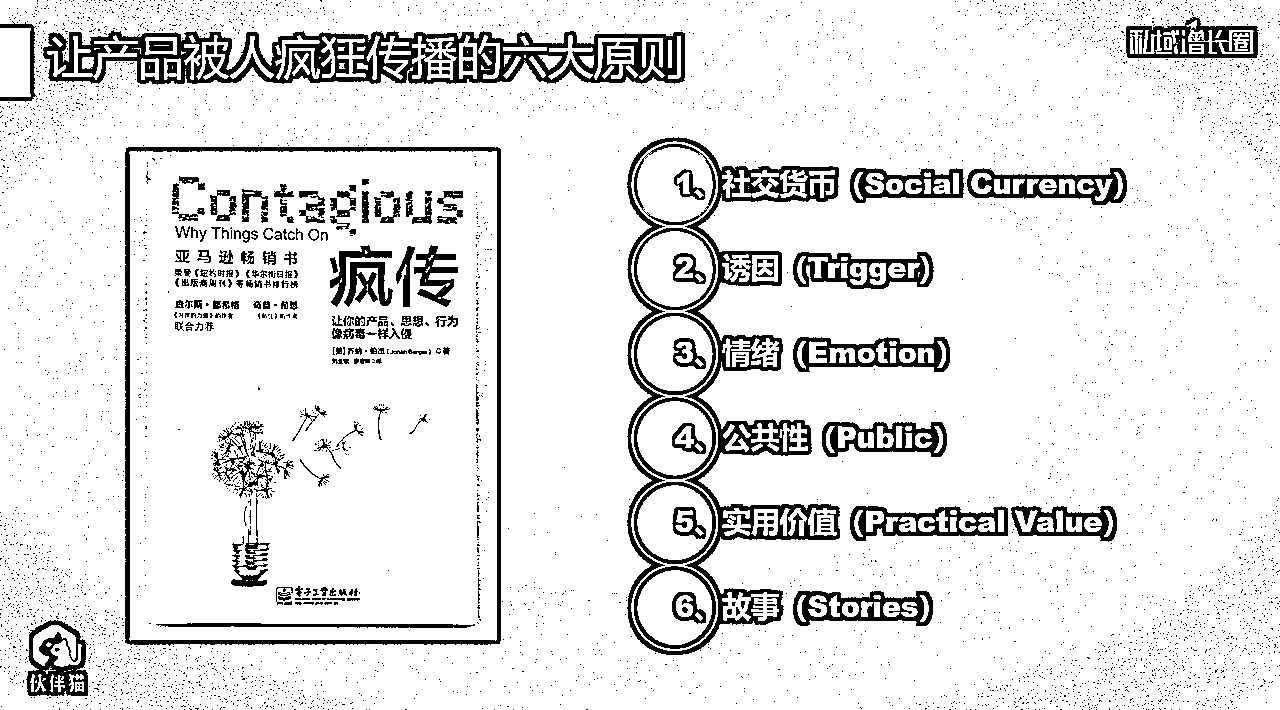 让产品被人疯狂传播的六大原则
私域增长圈
Contagious
Why Things Catch On
亚马逊畅销书
荣登《纽约时报》《华尔街日报》
《出版商周刊》等畅销书排行榜
联合力荐
疯传
让你的产品、思想、行为
像病毒一样入侵
[美] 乔纳·伯杰 (Jonah Berger) ◎ 著
电子工业出版社
1、社交货币（Social Currency）
2、诱因（Trigger）
3、情绪（Emotion）
4、公共性（Public）
5、实用价值（Practical Value）
6、故事（Stories）
伙伴猫